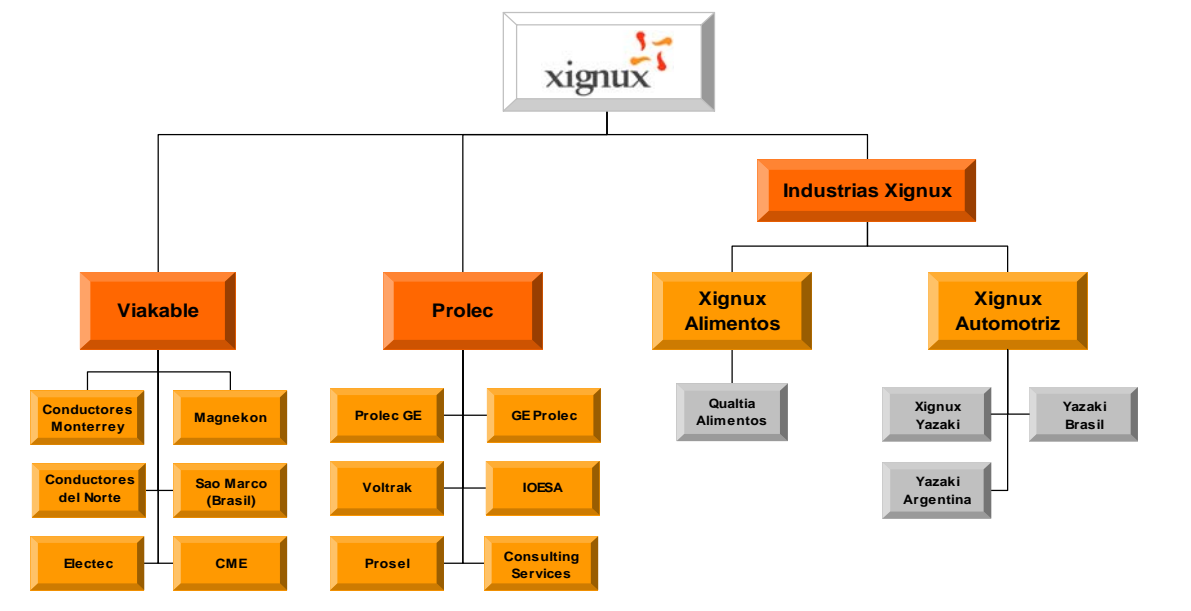 xignux
Industrias Xignux
Viakable
Prolec
Xignux
Alimentos
Xignux
Automotriz
Conductores
Monterrey
Magnekon
Prolec GE
GE Prolec
Qualtia
Alimentos
Xignux
Yazaki
Yazaki
Brasil
Conductores
del Norte
Sao Marco
(Brasil)
Voltrak
IOESA
Yazaki
Argentina
Electec
CME
Prosel
Consulting
Services